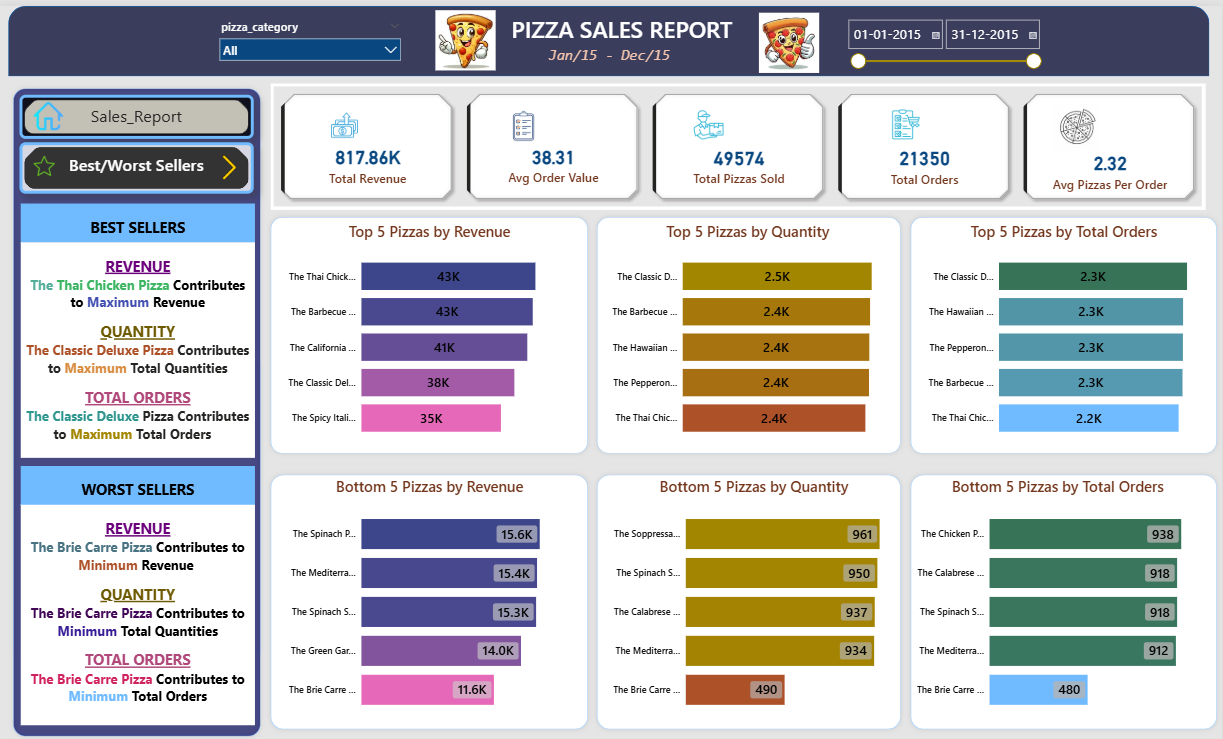 pizza_category
All
PIZZA SALES REPORT
Jan/15 - Dec/15
01-01-2015
31-12-2015
Sales_Report
Best/Worst Sellers
817.86K
Total Revenue
38.31
Avg Order Value
49574
Total Pizzas Sold
21350
Total Orders
2.32
Avg Pizzas Per Order
BEST SELLERS
REVENUE
The Thai Chicken Pizza Contributes
to Maximum Revenue
QUANTITY
The Classic Deluxe Pizza Contributes
to Maximum Total Quantities
TOTAL ORDERS
The Classic Deluxe Pizza Contributes
to Maximum Total Orders
WORST SELLERS
REVENUE
The Brie Carre Pizza Contributes to
Minimum Revenue
QUANTITY
The Brie Carre Pizza Contributes to
Minimum Total Quantities
TOTAL ORDERS
The Brie Carre Pizza Contributes to
Minimum Total Orders
Top 5 Pizzas by Revenue
The Thai Chick... 43K
The Barbecue ... 43K
The California ... 41K
The Classic Del... 38K
The Spicy Itali... 35K
Top 5 Pizzas by Quantity
The Classic D... 2.5K
The Barbecue ... 2.4K
The Hawaiian ... 2.4K
The Pepperon... 2.4K
The Thai Chic... 2.4K
Top 5 Pizzas by Total Orders
The Classic D... 2.3K
The Hawaiian ... 2.3K
The Pepperon... 2.3K
The Barbecue ... 2.3K
The Thai Chic... 2.2K
Bottom 5 Pizzas by Revenue
The Spinach P... 15.6K
The Mediterra... 15.4K
The Spinach S... 15.3K
The Green Gar... 14.0K
The Brie Carre ... 11.6K
Bottom 5 Pizzas by Quantity
The Soppressa... 961
The Spinach S... 950
The Calabrese ... 937
The Mediterra... 934
The Brie Carre ... 490
Bottom 5 Pizzas by Total Orders
The Chicken P... 938
The Calabrese ... 918
The Spinach S... 918
The Mediterra... 912
The Brie Carre ... 480